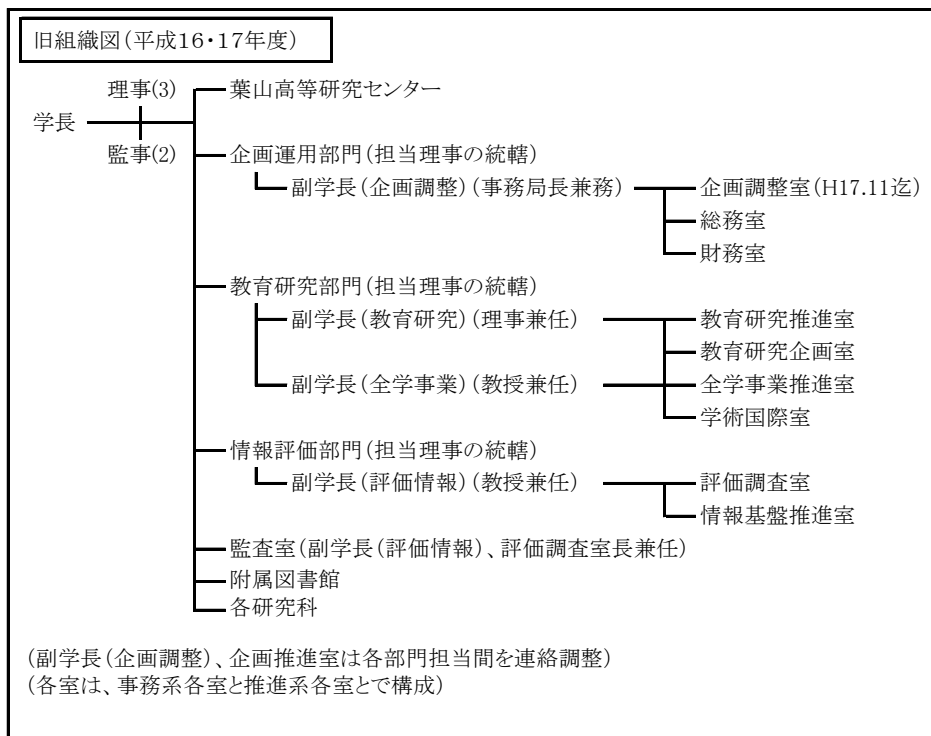 旧組織図(平成16・17年度)
理事(3)
葉山高等研究センター
学長
監事(2)
企画運用部門(担当理事の統轄)
副学長(企画調整)(事務局長兼務)
企画調整室(H17.11迄)
総務室
財務室
教育研究部門(担当理事の統轄)
副学長(教育研究)(理事兼任)
教育研究推進室
教育研究企画室
副学長(全学事業)(教授兼任)
全学事業推進室
学術国際室
情報評価部門(担当理事の統轄)
副学長(評価情報)(教授兼任)
評価調査室
情報基盤推進室
監査室(副学長(評価情報)、評価調査室長兼任)
附属図書館
各研究科
(副学長(企画調整)、企画推進室は各部門担当間を連絡調整)
(各室は、事務系各室と推進系各室とで構成)